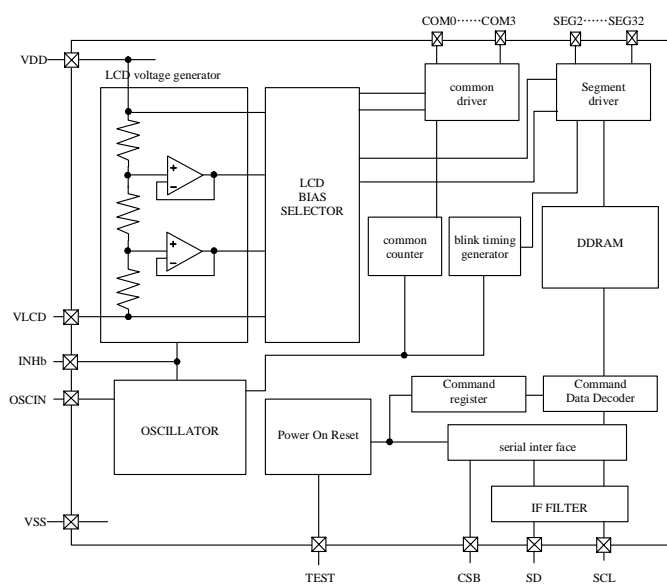 COM0……COM3
SEG2……SEG32
VDD
LCD voltage generator
common
driver
Segment
driver
+
−
LCD
BIAS
SELECTOR
common
counter
blink timing
generator
DDRAM
+
−
VLCD
INHb
OSCIN
OSCILLATOR
Command
register
Command
Data Decoder
Power On Reset
serial inter face
IF FILTER
VSS
TEST
CSB
SD
SCL